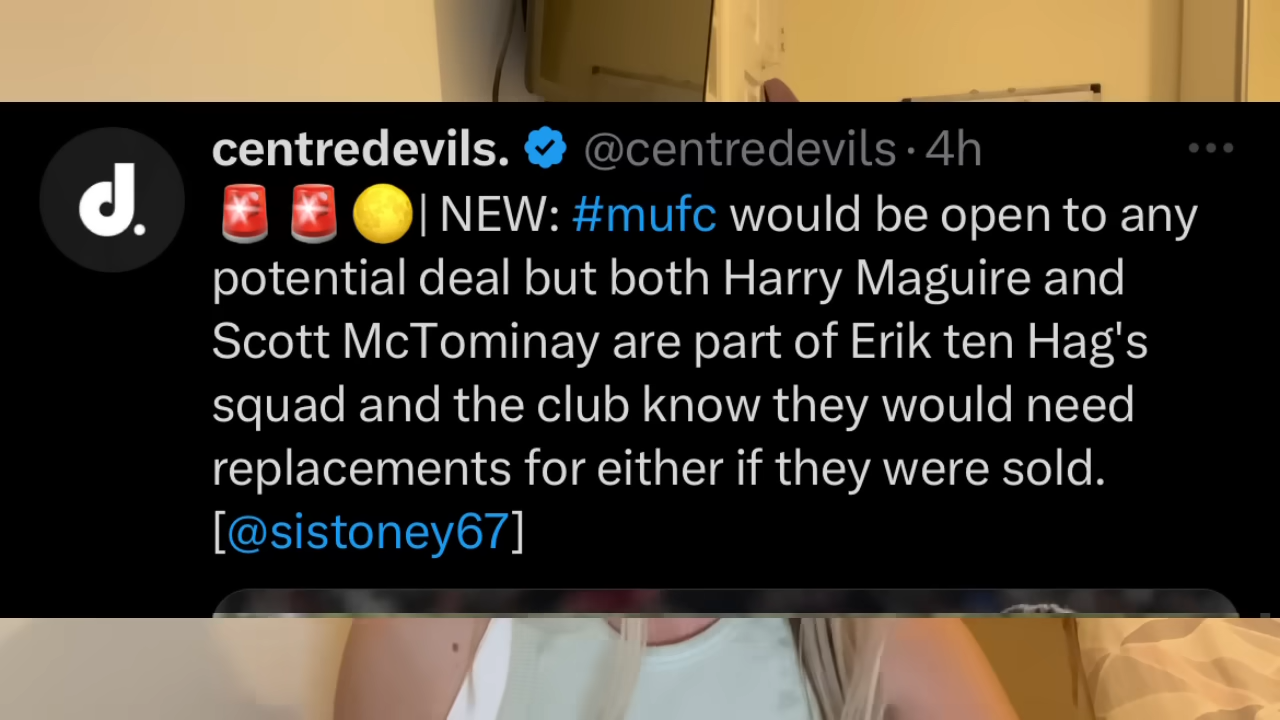 centredevils. @centredevils · 4h
🚨🚨🌕| NEW: #mufc would be open to any
potential deal but both Harry Maguire and
Scott McTominay are part of Erik ten Hag's
squad and the club know they would need
replacements for either if they were sold.
[@sistoney67]
d.